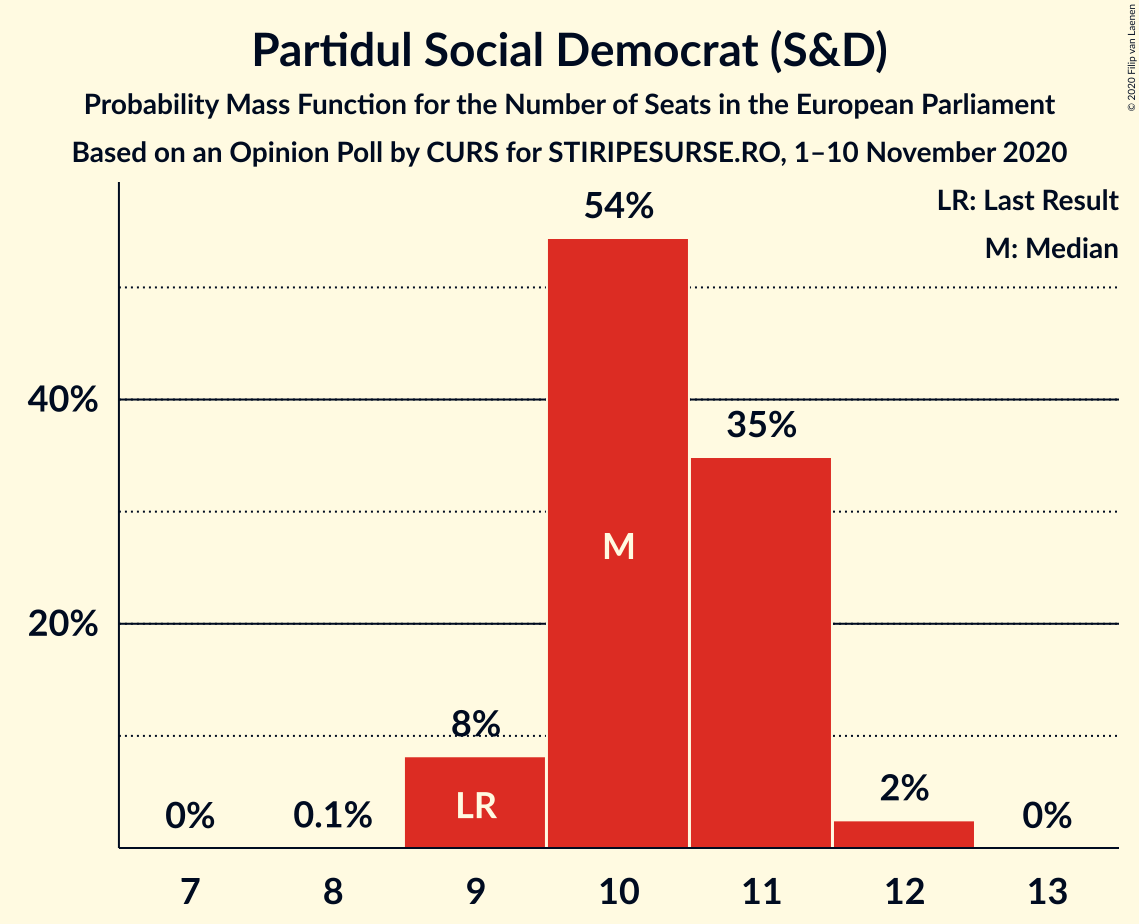 Partidul Social Democrat (S&D)
Probability Mass Function for the Number of Seats in the European Parliament
Based on an Opinion Poll by CURS for STIRIPESURSE.RO, 1–10 November 2020
© 2020 Filip van Laenen
LR: Last Result
M: Median
54%
40%
35%
M
20%
8%
LR
2%
0%
0.1%
0%
7 8 9 10 11 12 13